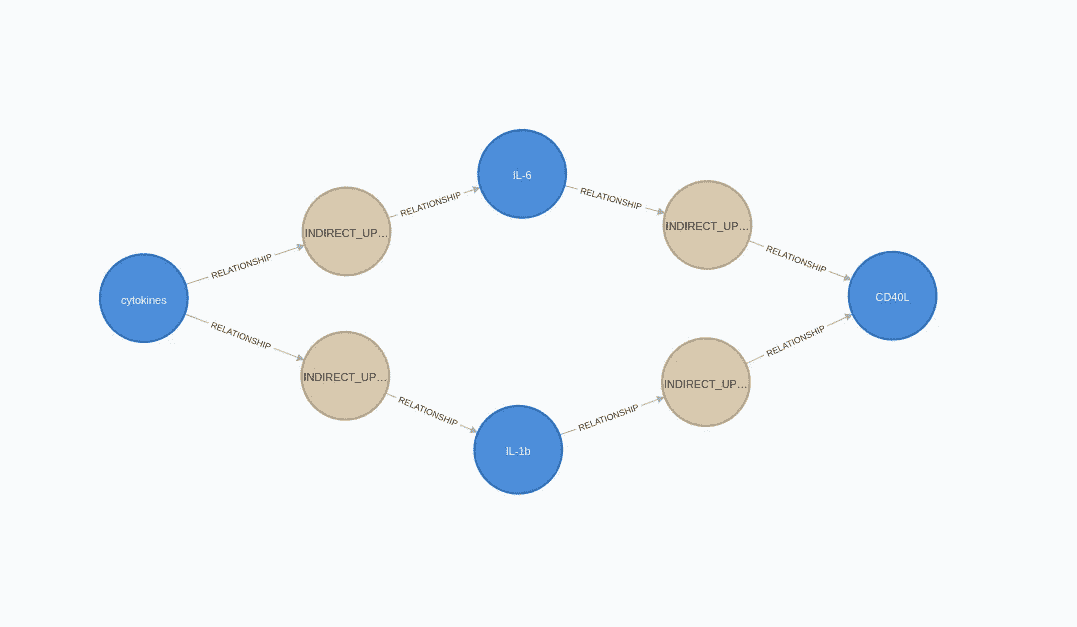 IL-6
RELATIONSHIP
RELATIONSHIP
INDIRECT_UP...
INDIRECT_UP...
RELATIONSHIP
RELATIONSHIP
cytokines
CD40L
RELATIONSHIP
RELATIONSHIP
INDIRECT_UP...
INDIRECT_UP...
RELATIONSHIP
RELATIONSHIP
IL-1b